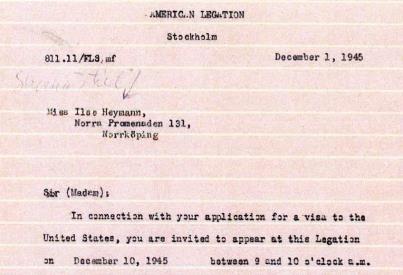 AMERICAN LEGATION
Stockholm
811.11/FLS,mf December 1, 1945
Miss Ilse Heymann,
Norra Promenaden 131,
Norrköping
Sir (Madam):
In connection with your application for a visa to the
United States, you are invited to appear at this Legation
on December 10, 1945 between 9 and 10 o'clock a.m.